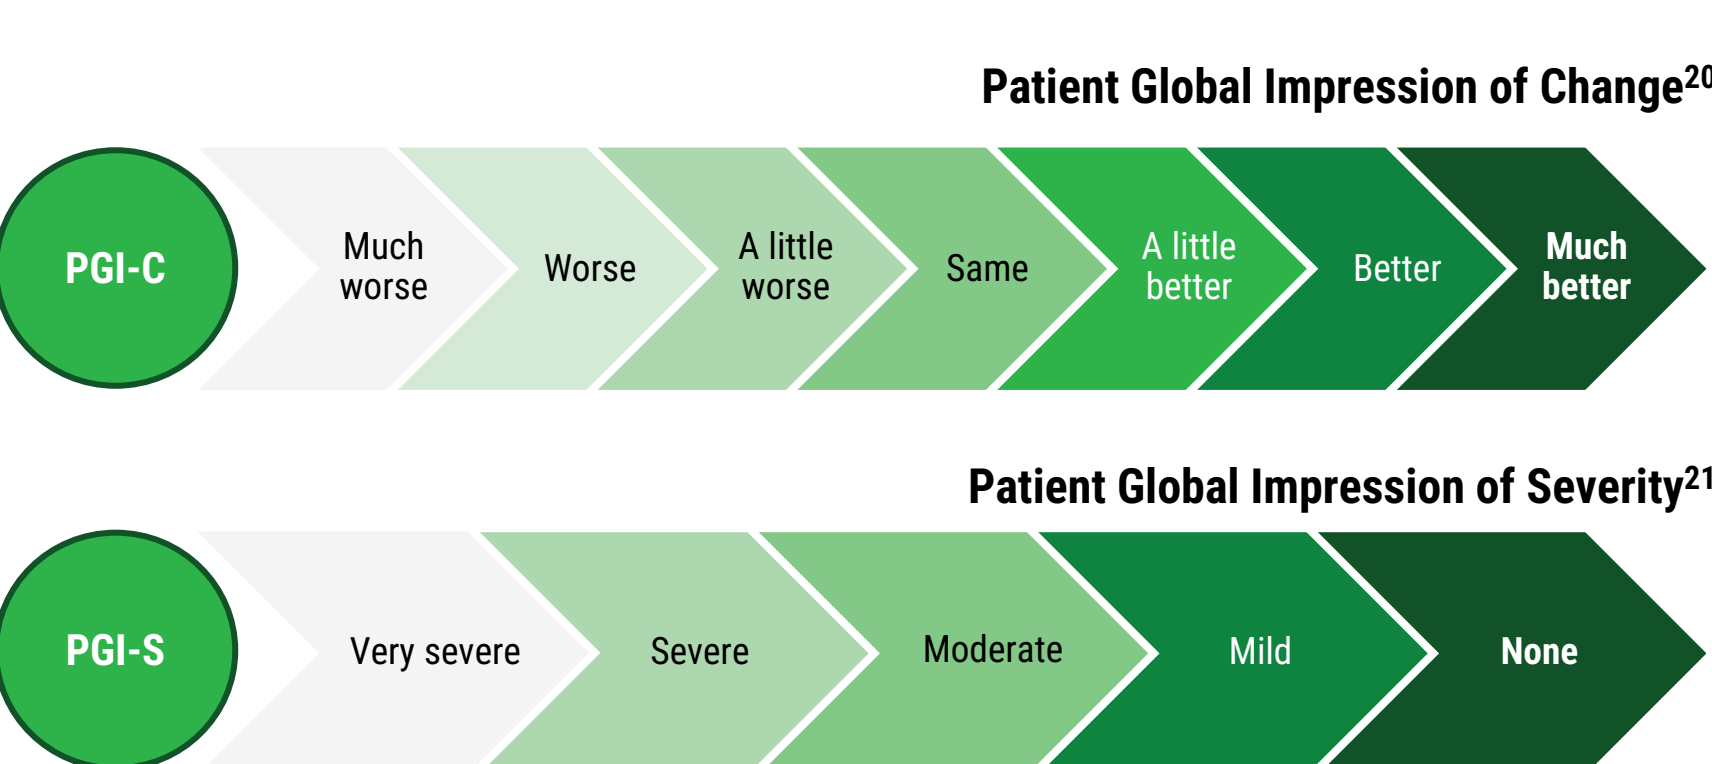 Patient Global Impression of Change20
PGI-C
Much
worse
Worse
A little
worse
Same
A little
better
Better
Much
better
Patient Global Impression of Severity21
PGI-S
Very severe
Severe
Moderate
Mild
None